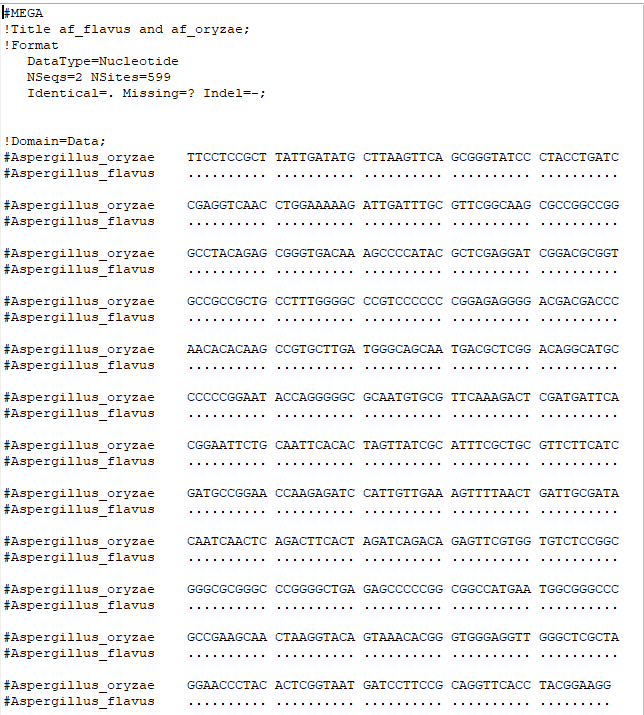 #MEGA
!Title af_flavus and af_oryzae;
!Format
DataType=Nucleotide
NSeqs=2 NSites=599
Identical=. Missing=? Indel=-;
!Domain=Data;
#Aspergillus_oryzae TTCCTCCGCT TATTGATATG CTTAAGTTCA GCGGGTATCC CTACCTGATC
#Aspergillus_flavus .......... .......... .......... .......... ..........
#Aspergillus_oryzae CGAGGTCAAC CTGGAAAAAG ATTGATTTGC GTTCGGCAAG CGCCGGCCGG
#Aspergillus_flavus .......... .......... .......... .......... ..........
#Aspergillus_oryzae GCCTACAGAG CGGGTGACAA AGCCCCATAC GCTCGAGGAT CGGACGCGGT
#Aspergillus_flavus .......... .......... .......... .......... ..........
#Aspergillus_oryzae GCCGCCGCTG CCTTTGGGGC CCGTCCCCCC CGGAGAGGGG ACGACGACCC
#Aspergillus_flavus .......... .......... .......... .......... ..........
#Aspergillus_oryzae AACACACAAG CCGTGCTTGA TGGGCAGCAA TGACGCTCGG ACAGGCATGC
#Aspergillus_flavus .......... .......... .......... .......... ..........
#Aspergillus_oryzae CCCCCGGAAT ACCAGGGGGC GCAATGTGCG TTCAAAGACT CGATGATTCA
#Aspergillus_flavus .......... .......... .......... .......... ..........
#Aspergillus_oryzae CGGAATTCTG CAATTCACAC TAGTTATCGC ATTTCGCTGC GTTCTTCATC
#Aspergillus_flavus .......... .......... .......... .......... ..........
#Aspergillus_oryzae GATGCCGGAA CCAAGAGATC CATTGTTGAA AGTTTTAACT GATTGCGATA
#Aspergillus_flavus .......... .......... .......... .......... ..........
#Aspergillus_oryzae CAATCAACTC AGACTTCACT AGATCAGACA GAGTTCGTGG TGTCTCCGGC
#Aspergillus_flavus .......... .......... .......... .......... ..........
#Aspergillus_oryzae GGGCGCGGGC CCGGGGCTGA GAGCCCCCGG CGGCCATGAA TGGCGGGCCC
#Aspergillus_flavus .......... .......... .......... .......... ..........
#Aspergillus_oryzae GCCGAAGCAA CTAAGGTACA GTAAACACGG GTGGGAGGTT GGGCTCGCTA
#Aspergillus_flavus .......... .......... .......... .......... ..........
#Aspergillus_oryzae GGAACCCTAC ACTCGGTAAT GATCCTTCCG CAGGTTCACC TACGGAAGG
#Aspergillus_flavus .......... .......... .......... .......... .........